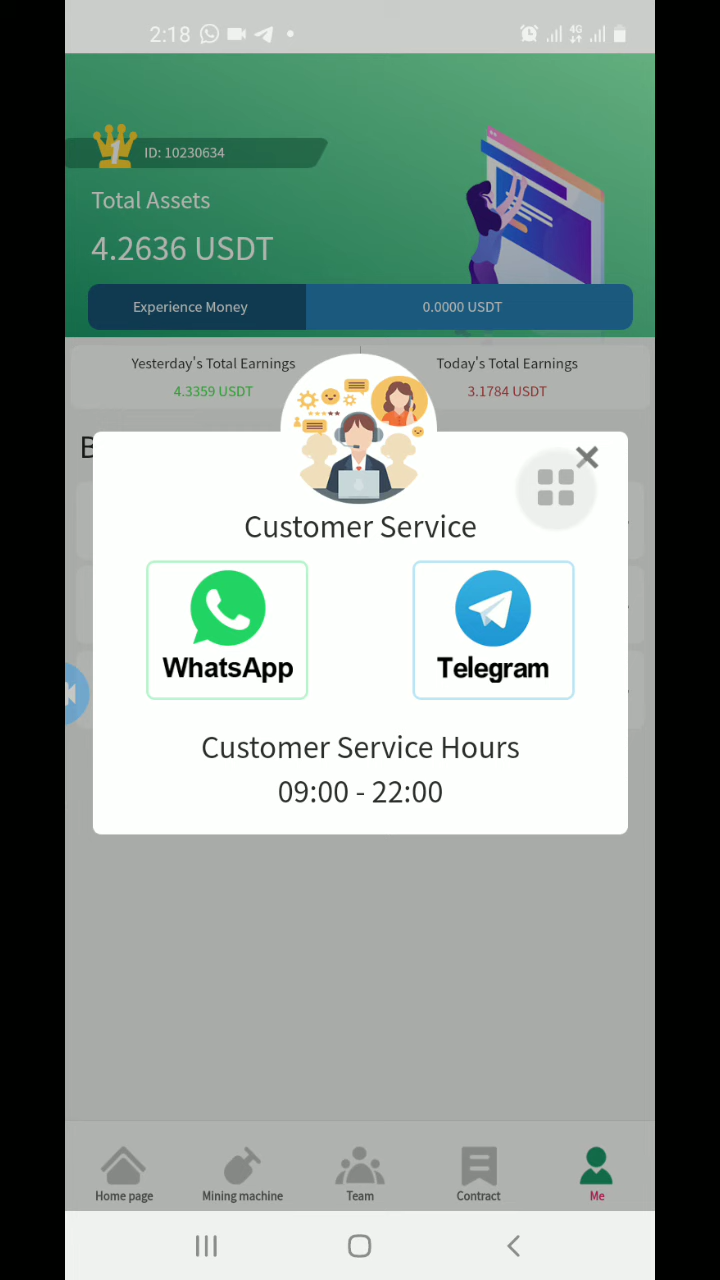 2:18
4G
1
ID: 10230634
Total Assets
4.2636 USDT
Experience Money
0.0000 USDT
Yesterday's Total Earnings
Today's Total Earnings
4.3359 USDT
3.1784 USDT
B
Customer Service
WhatsApp
Telegram
Customer Service Hours
09:00 - 22:00
Home page
Mining machine
Team
Contract
Me